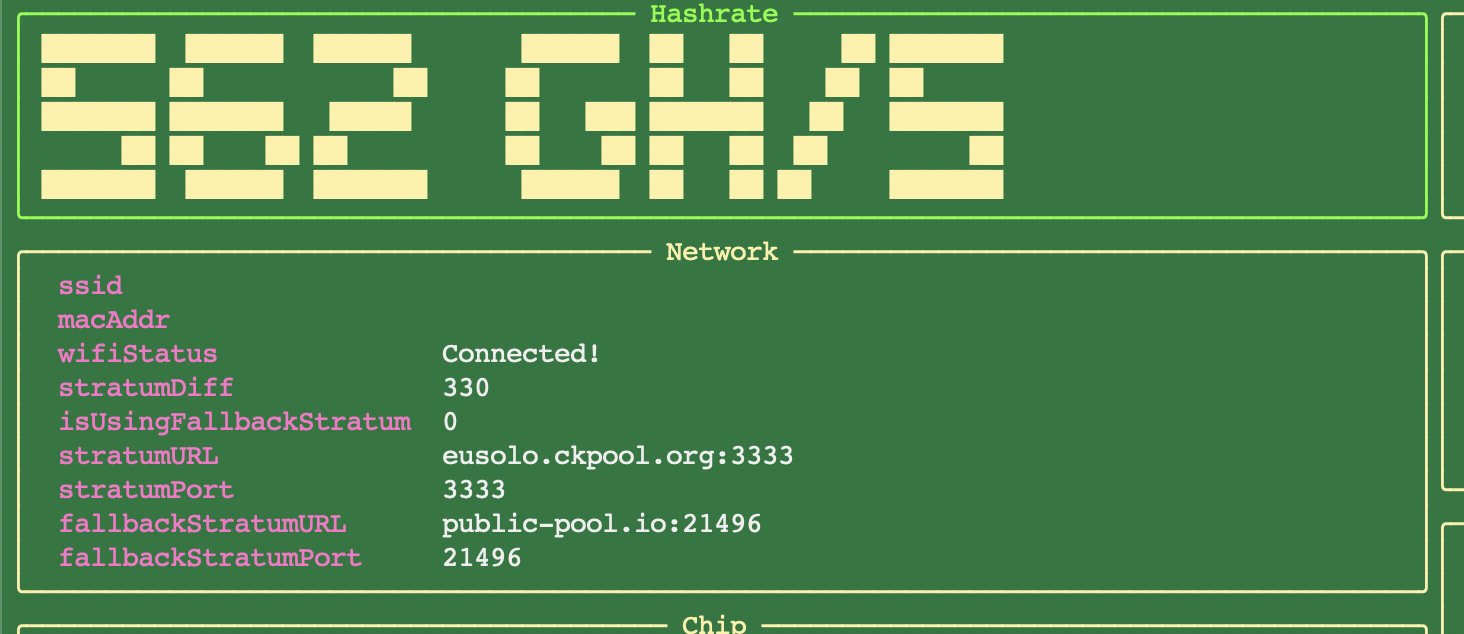 Hashrate
562 GH/S
Network
ssid
macAddr
wifiStatus Connected!
stratumDiff 330
isUsingFallbackStratum 0
stratumURL eusolo.ckpool.org:3333
stratumPort 3333
fallbackStratumURL public-pool.io:21496
fallbackStratumPort 21496
Chip